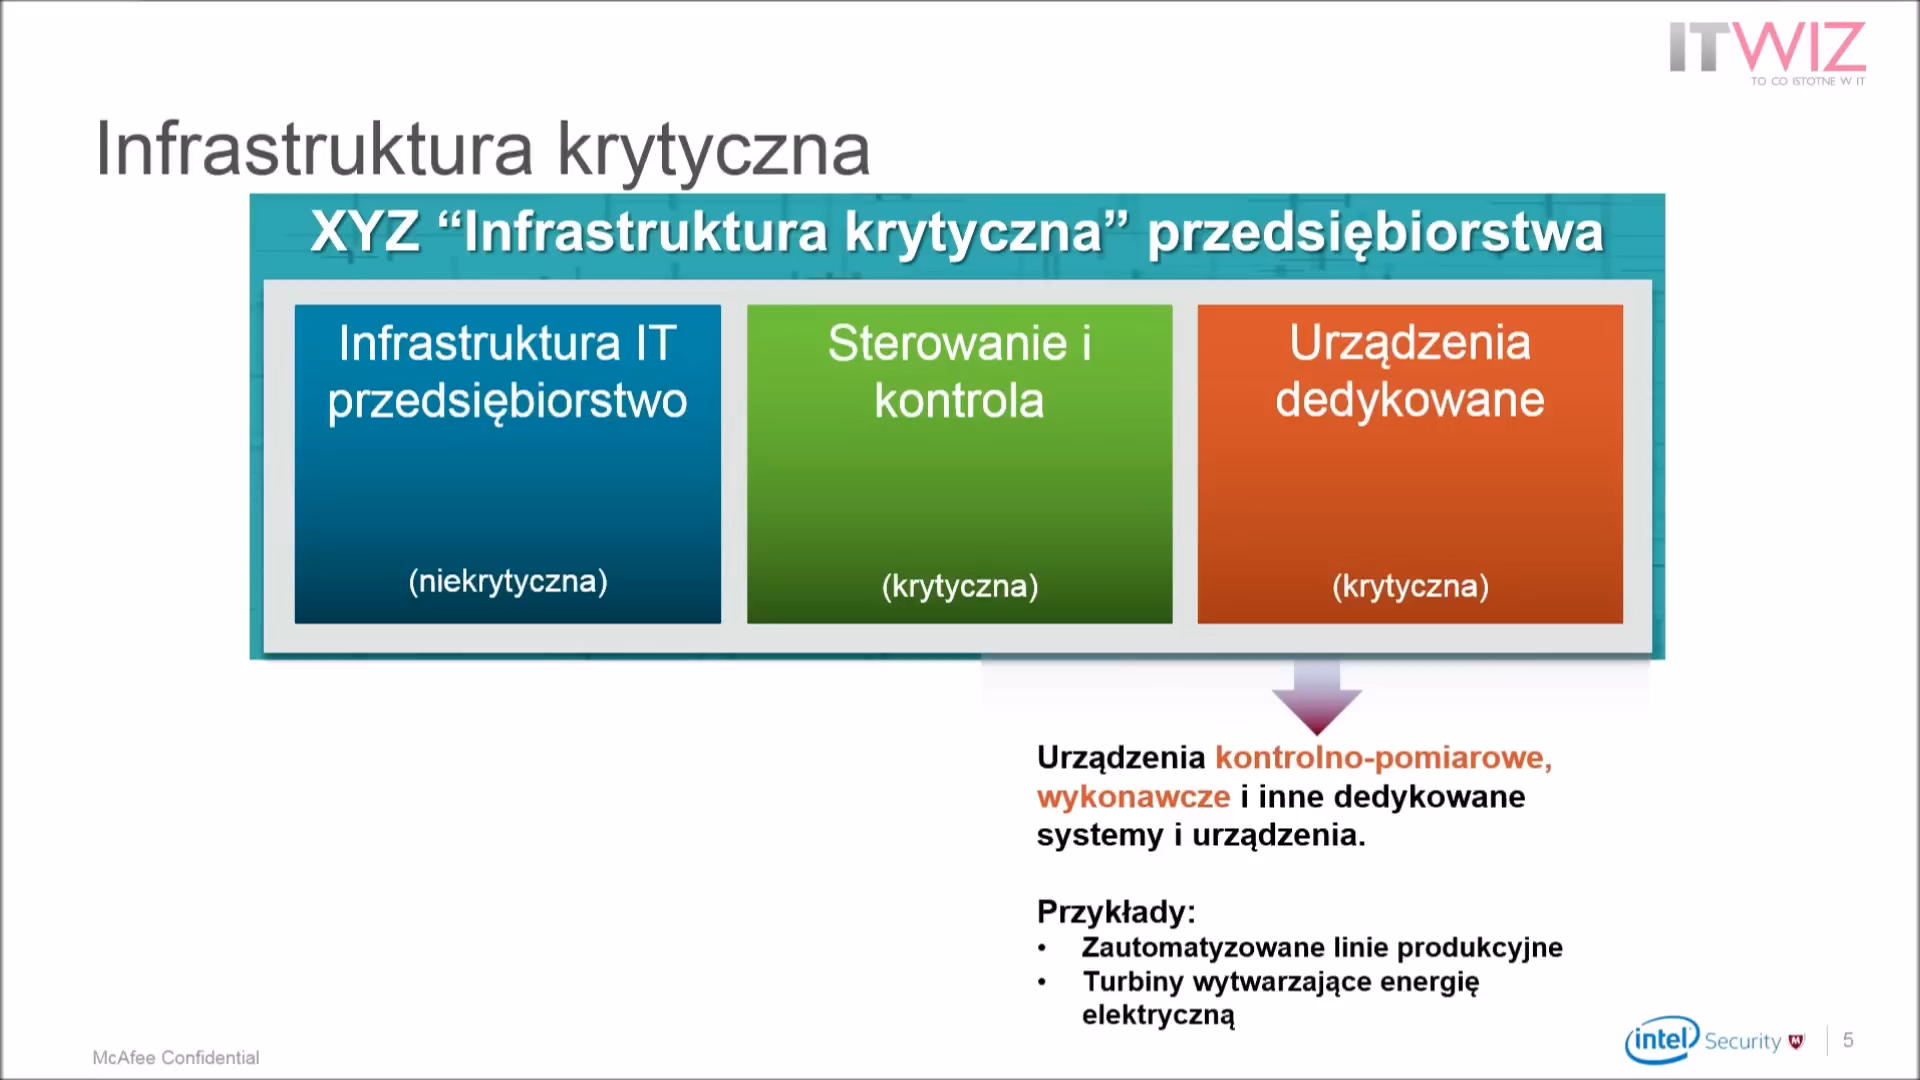 ITWIZ
TO CO ISTOTNE W IT
Infrastruktura krytyczna
XYZ “Infrastruktura krytyczna” przedsiębiorstwa
Infrastruktura IT
przedsiębiorstwo
(niekrytyczna)
Sterowanie i
kontrola
(krytyczna)
Urządzenia
dedykowane
(krytyczna)
Urządzenia kontrolno-pomiarowe,
wykonawcze i inne dedykowane
systemy i urządzenia.
Przykłady:
• Zautomatyzowane linie produkcyjne
• Turbiny wytwarzające energię
elektryczną
McAfee Confidential
intel Security
5